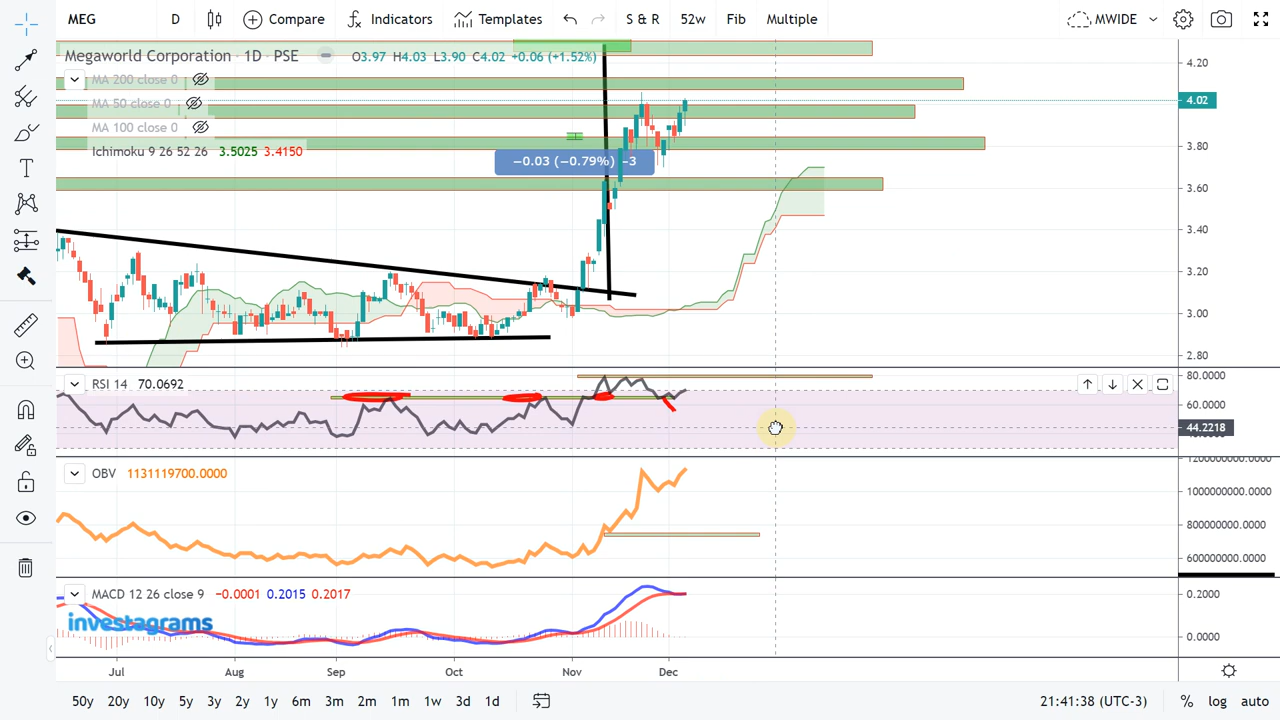 MEG D Compare Indicators Templates S & R 52w Fib Multiple MWIDE
Megaworld Corporation · 1D · PSE O3.97 H4.03 L3.90 C4.02 +0.06 (+1.52%)
MA 200 close 0
MA 50 close 0
MA 100 close 0
Ichimoku 9 26 52 26 3.5025 3.4150
−0.03 (−0.79%) −3
4.20
4.02
3.80
3.60
3.40
3.20
3.00
2.80
RSI 14 70.0692
80.0000
60.0000
44.2218
OBV 1131119700.0000
1200000000.0000
1000000000.0000
800000000.0000
600000000.0000
MACD 12 26 close 9 −0.0001 0.2015 0.2017
0.2000
0.0000
investagrams
Jul Aug Sep Oct Nov Dec
50y 20y 10y 5y 3y 2y 1y 6m 3m 2m 1m 1w 3d 1d 21:41:38 (UTC-3) % log auto